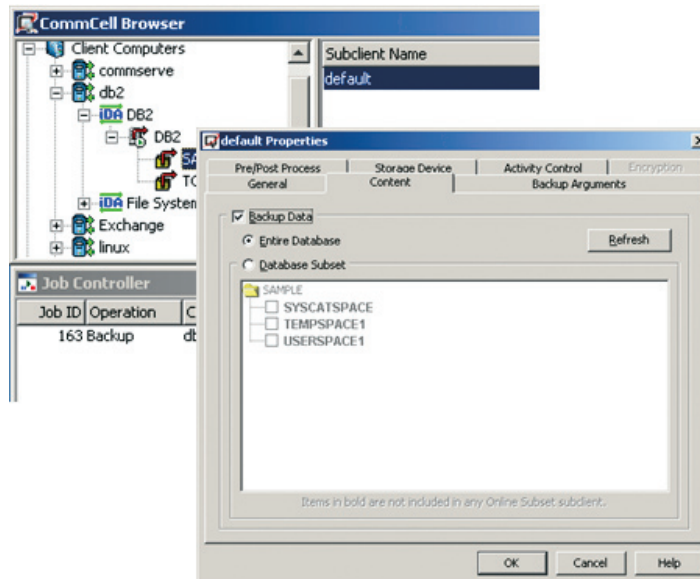 CommCell Browser
Client Computers
commserve
db2
iDA DB2
DB2
iDA File System
Exchange
linux
Subclient Name
default
Job Controller
Job ID Operation
163 Backup
default Properties
Pre/Post Process Storage Device Activity Control Encryption
General Content Backup Arguments
Backup Data
Entire Database
Refresh
Database Subset
SAMPLE
SYSCATSPACE
TEMPSPACE1
USERSPACE1
Items in bold are not included in any Online Subset subclient.
OK Cancel Help